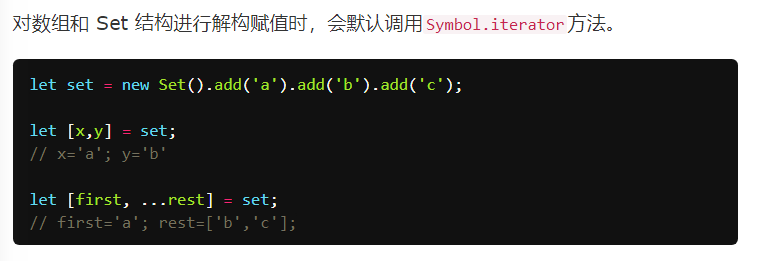 对数组和 Set 结构进行解构赋值时，会默认调用Symbol.iterator方法。
let set = new Set().add('a').add('b').add('c');
let [x,y] = set;
// x='a'; y='b'
let [first, ...rest] = set;
// first='a'; rest=['b','c'];